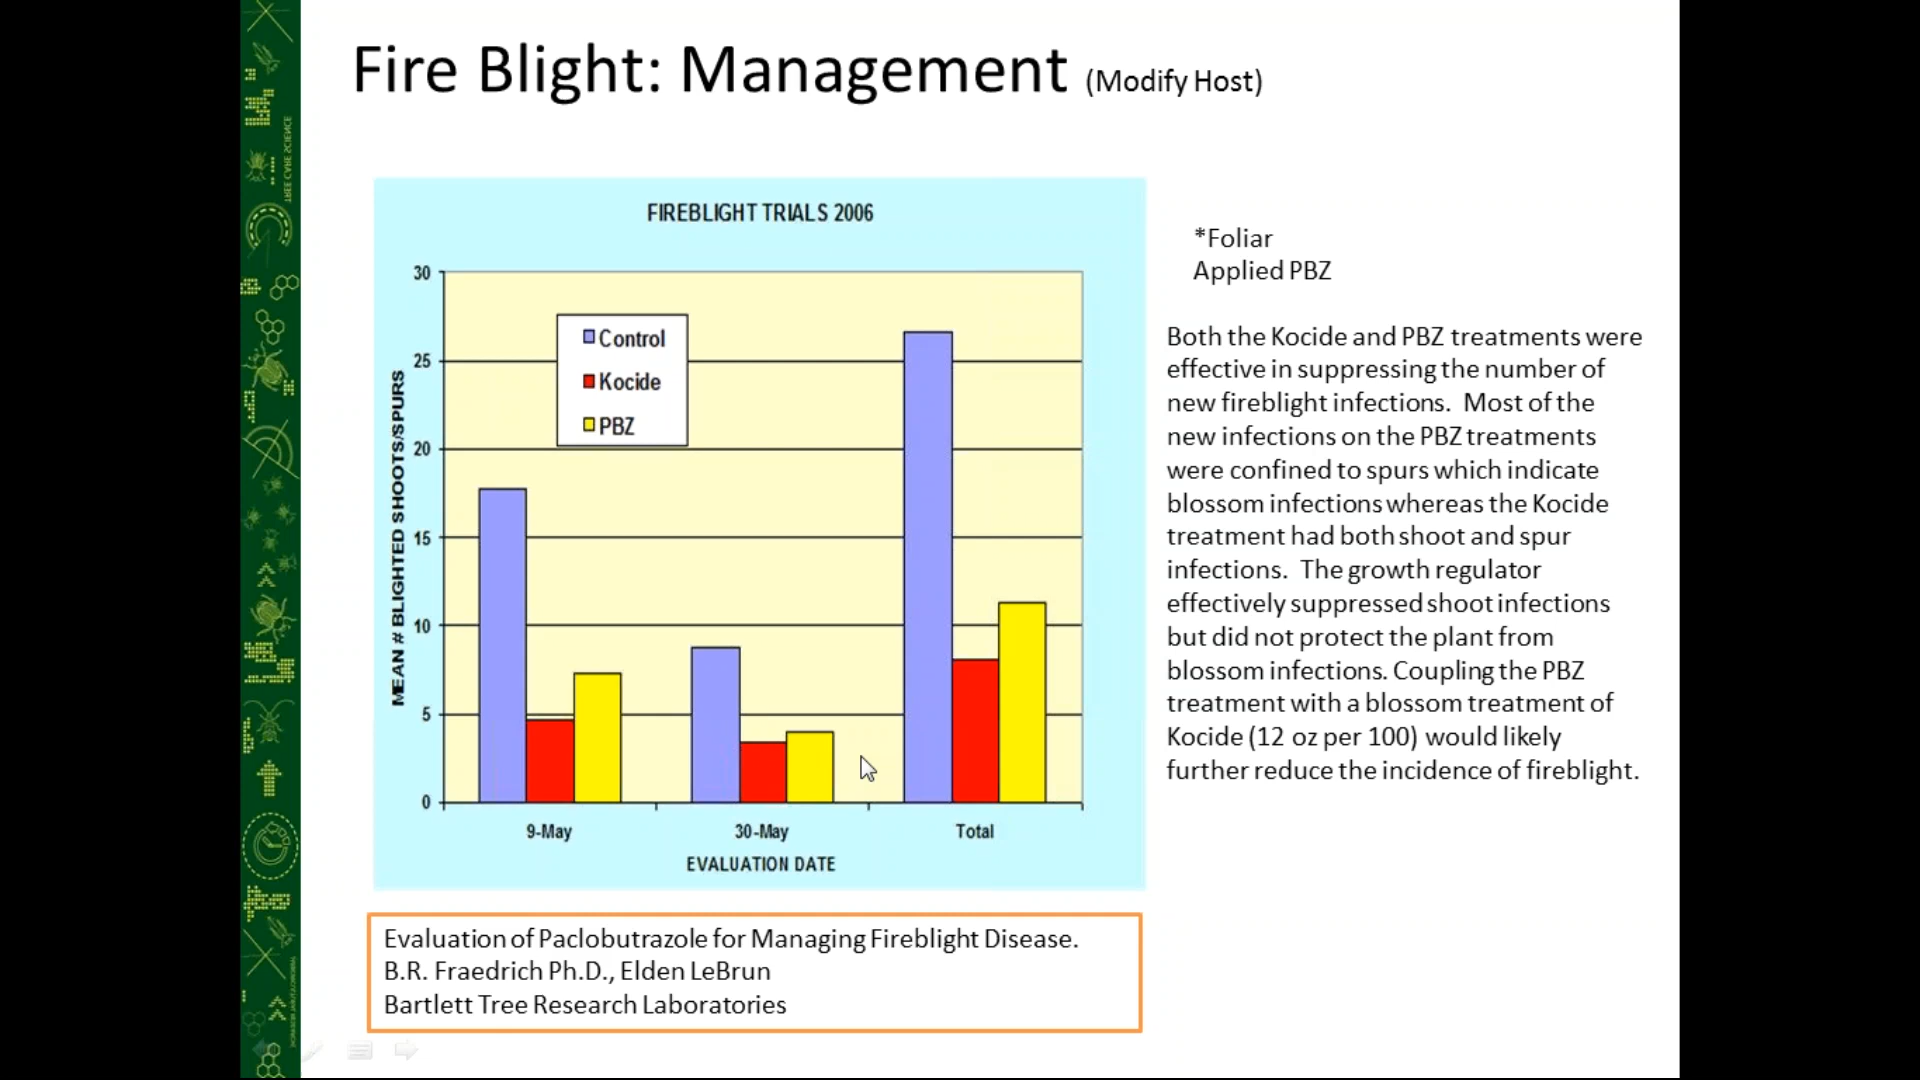 Fire Blight: Management (Modify Host)
TREE CARE SCIENCE
FIREBLIGHT TRIALS 2006
30
25
20
15
10
5
0
MEAN # BLIGHTED SHOOTS/SPURS
Control
Kocide
PBZ
9-May
30-May
Total
EVALUATION DATE
*Foliar
Applied PBZ
Both the Kocide and PBZ treatments were
effective in suppressing the number of
new fireblight infections. Most of the
new infections on the PBZ treatments
were confined to spurs which indicate
blossom infections whereas the Kocide
treatment had both shoot and spur
infections. The growth regulator
effectively suppressed shoot infections
but did not protect the plant from
blossom infections. Coupling the PBZ
treatment with a blossom treatment of
Kocide (12 oz per 100) would likely
further reduce the incidence of fireblight.
Evaluation of Paclobutrazole for Managing Fireblight Disease.
B.R. Fraedrich Ph.D., Elden LeBrun
Bartlett Tree Research Laboratories